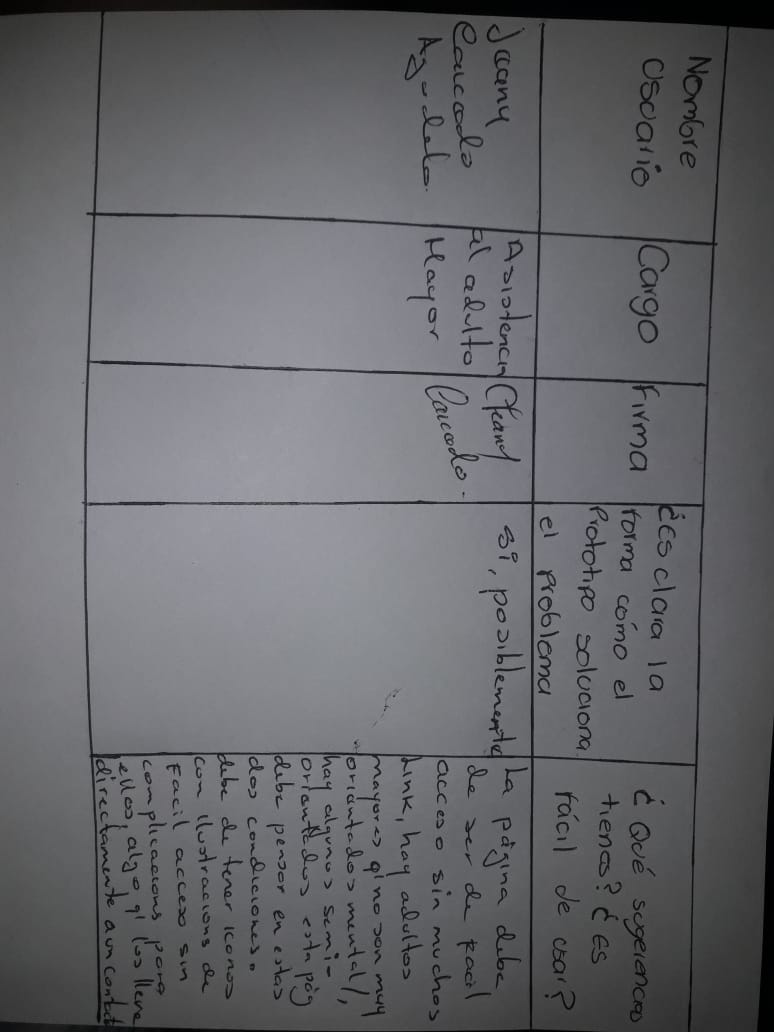 Nombre
Usuario
Cargo
Firma
¿Es clara la
forma cómo el
Prototipo soluciona
el problema
¿ Qué sugerencias
tienes? ¿ Es
fácil de usar?
Jeany
Caicedo
Agudelo.
Asistencia
al adulto
Mayor
Jeany
Caicedo.
si, posiblemente
La página debe
de ser de facil
acceso sin muchos
Link, hay adultos
mayores q' no son muy
orientados mental/,
hay algunos semi-
orientados esta pág
debe pensar en estas
dos condiciones.
debe de tener iconos
con ilustracions de
Facil acceso sin
complicacions para
ellos, algo q' los lleve
directamente a un contact